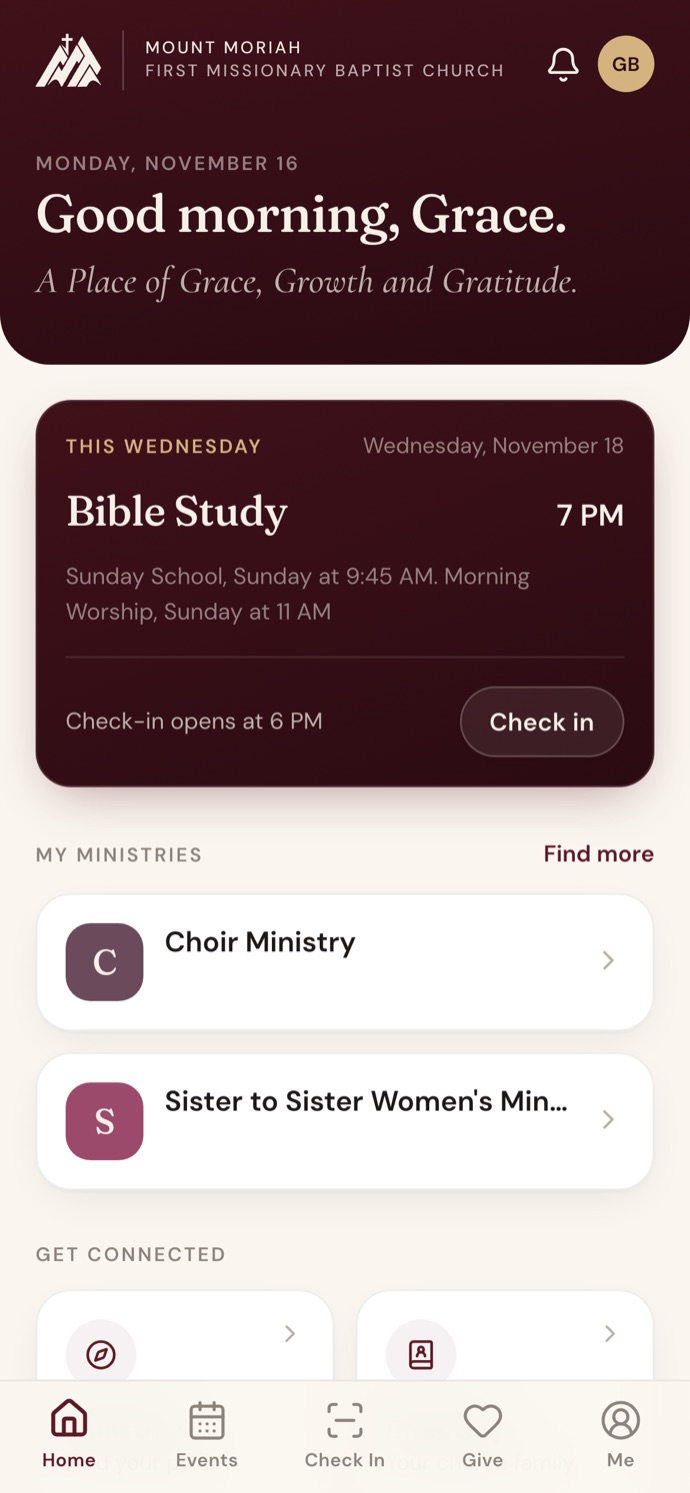 MOUNT MORIAH
FIRST MISSIONARY BAPTIST CHURCH
GB
MONDAY, NOVEMBER 16
Good morning, Grace.
A Place of Grace, Growth and Gratitude.
THIS WEDNESDAY
Wednesday, November 18
Bible Study
7 PM
Sunday School, Sunday at 9:45 AM. Morning
Worship, Sunday at 11 AM
Check-in opens at 6 PM
Check in
MY MINISTRIES
Find more
C
Choir Ministry
S
Sister to Sister Women's Min...
GET CONNECTED
Home
Events
Check In
Give
Me